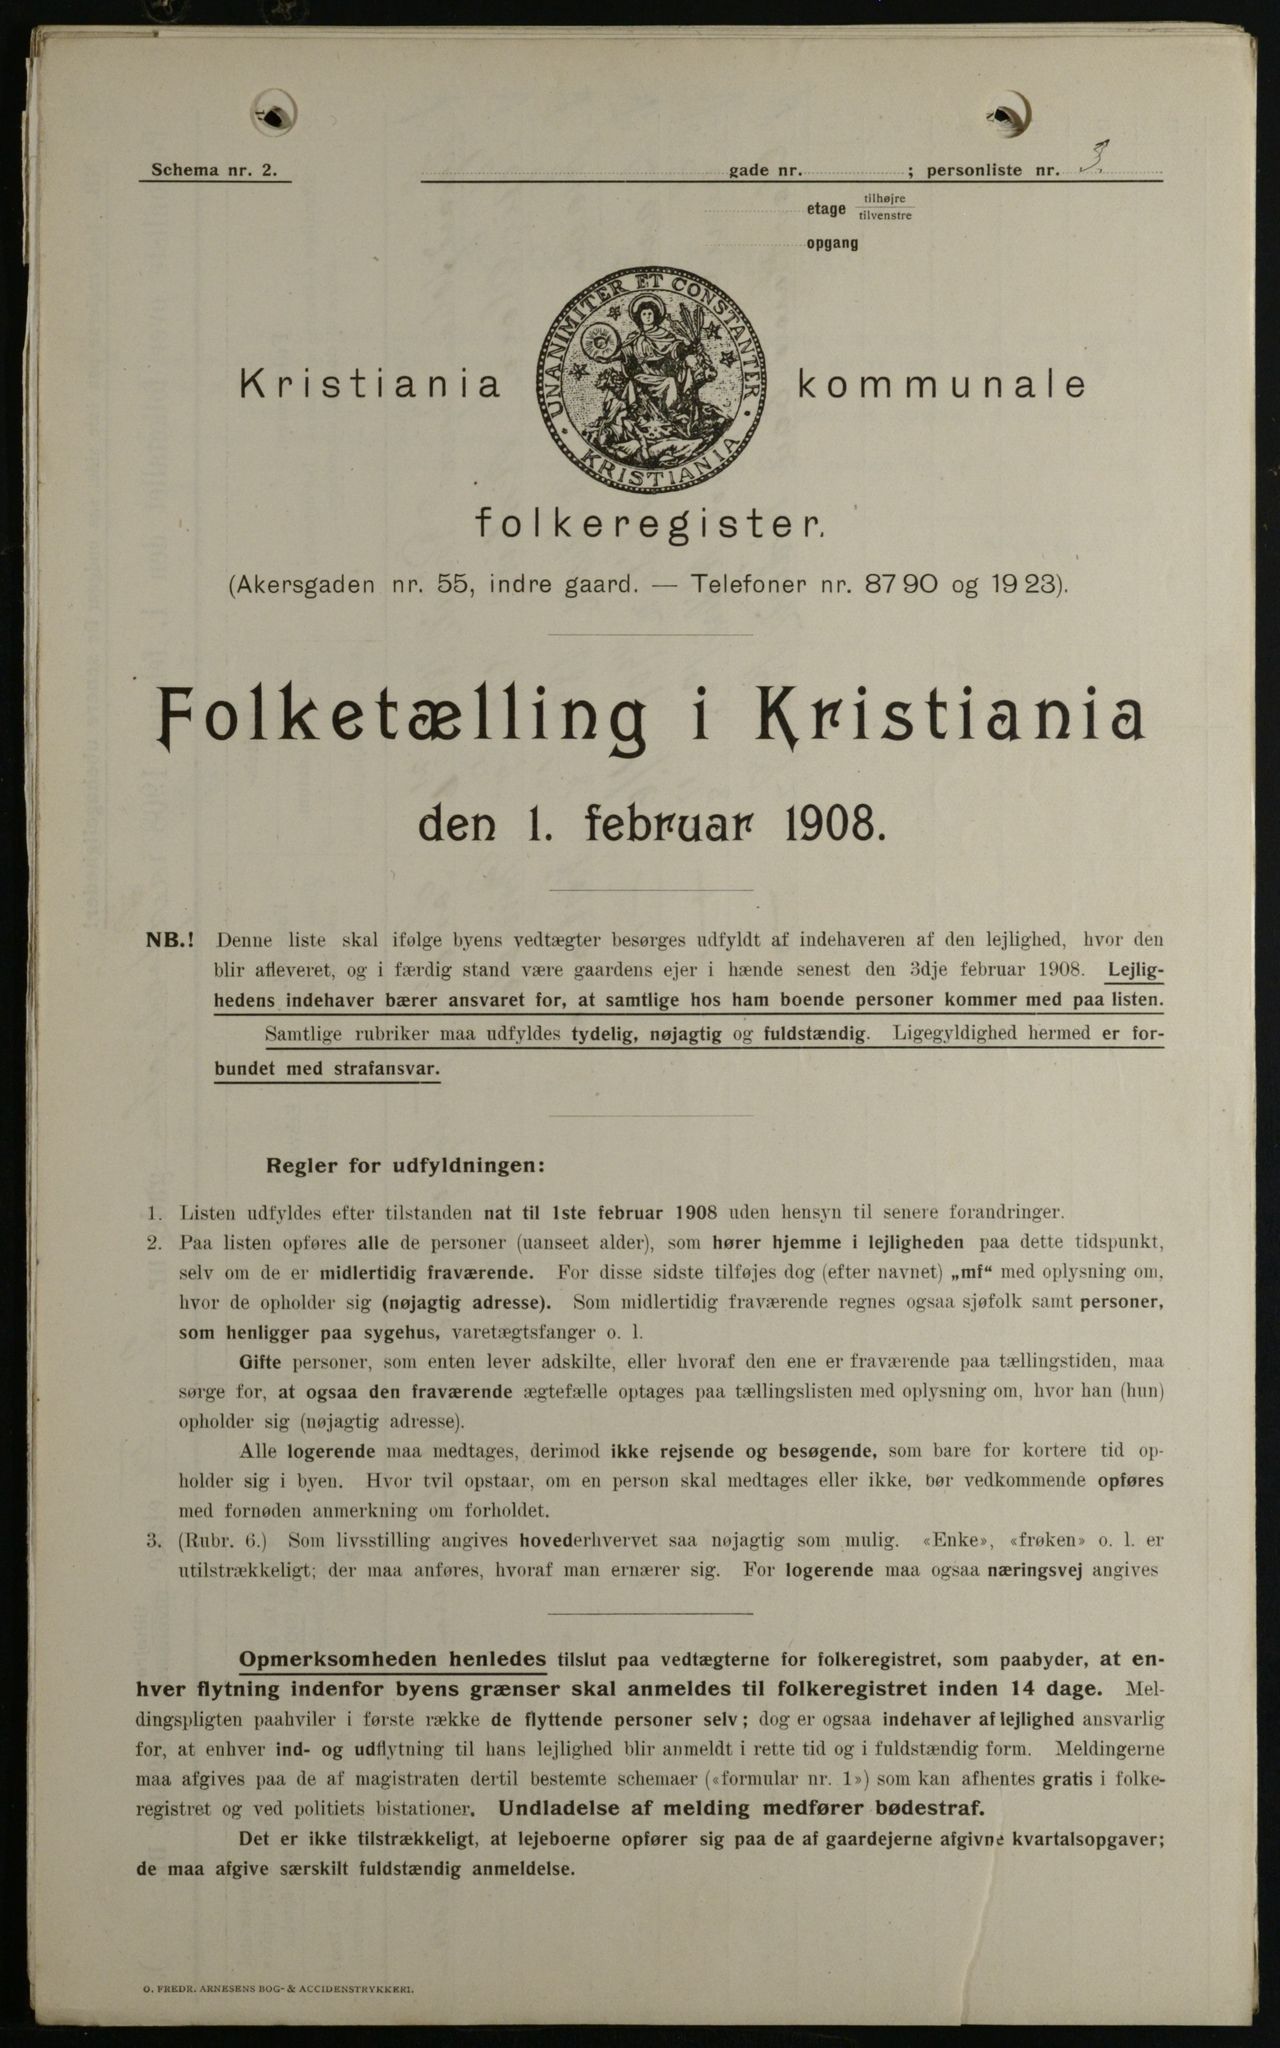 Schema nr. 2.
gade nr. ; personliste nr. 3.
etage tilhøjre
tilvenstre
opgang
UNANIMITER ET CONSTANTER
KRISTIANIA
Kristiania kommunale
folkeregister.
(Akersgaden nr. 55, indre gaard. — Telefoner nr. 87 90 og 19 23).
Folketælling i Kristiania
den 1. februar 1908.
NB.! Denne liste skal ifølge byens vedtægter besørges udfyldt af indehaveren af den lejlighed, hvor den
blir afleveret, og i færdig stand være gaardens ejer i hænde senest den 3dje februar 1908. Lejlig-
hedens indehaver bærer ansvaret for, at samtlige hos ham boende personer kommer med paa listen.
Samtlige rubriker maa udfyldes tydelig, nøjagtig og fuldstændig. Ligegyldighed hermed er for-
bundet med strafansvar.
Regler for udfyldningen:
1. Listen udfyldes efter tilstanden nat til 1ste februar 1908 uden hensyn til senere forandringer.
2. Paa listen opføres alle de personer (uanseet alder), som hører hjemme i lejligheden paa dette tidspunkt,
selv om de er midlertidig fraværende. For disse sidste tilføjes dog (efter navnet) „mf“ med oplysning om,
hvor de opholder sig (nøjagtig adresse). Som midlertidig fraværende regnes ogsaa sjøfolk samt personer,
som henligger paa sygehus, varetægtsfanger o. l.
Gifte personer, som enten lever adskilte, eller hvoraf den ene er fraværende paa tællingstiden, maa
sørge for, at ogsaa den fraværende ægtefælle optages paa tællingslisten med oplysning om, hvor han (hun)
opholder sig (nøjagtig adresse).
Alle logerende maa medtages, derimod ikke rejsende og besøgende, som bare for kortere tid op-
holder sig i byen. Hvor tvil opstaar, om en person skal medtages eller ikke, bør vedkommende opføres
med fornøden anmerkning om forholdet.
3. (Rubr. 6.) Som livsstilling angives hovederhvervet saa nøjagtig som mulig. «Enke», «frøken» o. l. er
utilstrækkeligt; der maa anføres, hvoraf man ernærer sig. For logerende maa ogsaa næringsvej angives
Opmerksomheden henledes tilslut paa vedtægterne for folkeregistret, som paabyder, at en-
hver flytning indenfor byens grænser skal anmeldes til folkeregistret inden 14 dage. Mel-
dingspligten paahviler i første række de flyttende personer selv; dog er ogsaa indehaver af lejlighed ansvarlig
for, at enhver ind- og udflytning til hans lejlighed blir anmeldt i rette tid og i fuldstændig form. Meldingerne
maa afgives paa de af magistraten dertil bestemte schemaer («formular nr. 1») som kan afhentes gratis i folke-
registret og ved politiets bistationer. Undladelse af melding medfører bødestraf.
Det er ikke tilstrækkeligt, at lejeboerne opfører sig paa de af gaardejerne afgivne kvartalsopgaver;
de maa afgive særskilt fuldstændig anmeldelse.
O. FREDR. ARNESENS BOG- & ACCIDENSTRYKKERI.